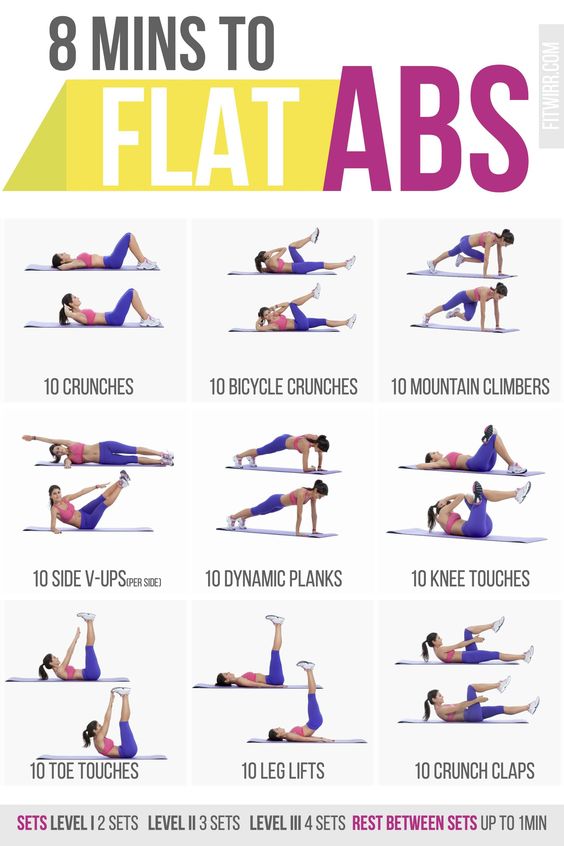 8 MINS TO
FLAT ABS
FITWIRR.COM
10 CRUNCHES
10 BICYCLE CRUNCHES
10 MOUNTAIN CLIMBERS
10 SIDE V-UPS(PER SIDE)
10 DYNAMIC PLANKS
10 KNEE TOUCHES
10 TOE TOUCHES
10 LEG LIFTS
10 CRUNCH CLAPS
SETS LEVEL I 2 SETS LEVEL II 3 SETS LEVEL III 4 SETS REST BETWEEN SETS UP TO 1MIN